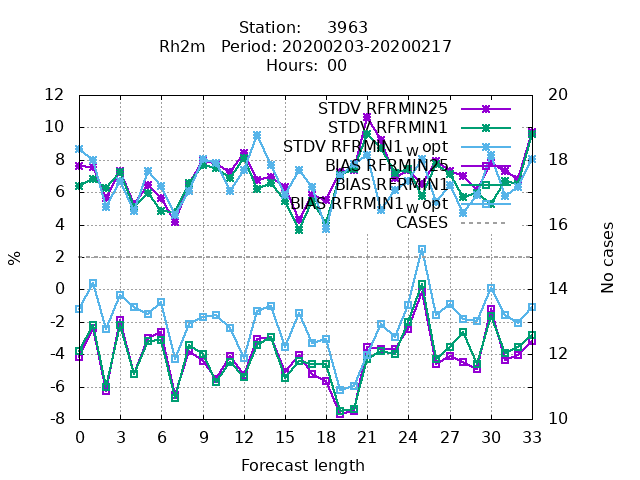 Station: 3963
Rh2m Period: 20200203-20200217
Hours: 00
12 20
10
8 18
6
4 16
2
0 14
-2
-4 12
-6
-8 10
STDV RFRMIN25
STDV RFRMIN1
STDV RFRMIN1_W opt
BIAS RFRMIN25
BIAS RFRMIN1
BIAS RFRMIN1_W opt
CASES
%
No cases
0 3 6 9 12 15 18 21 24 27 30 33
Forecast length